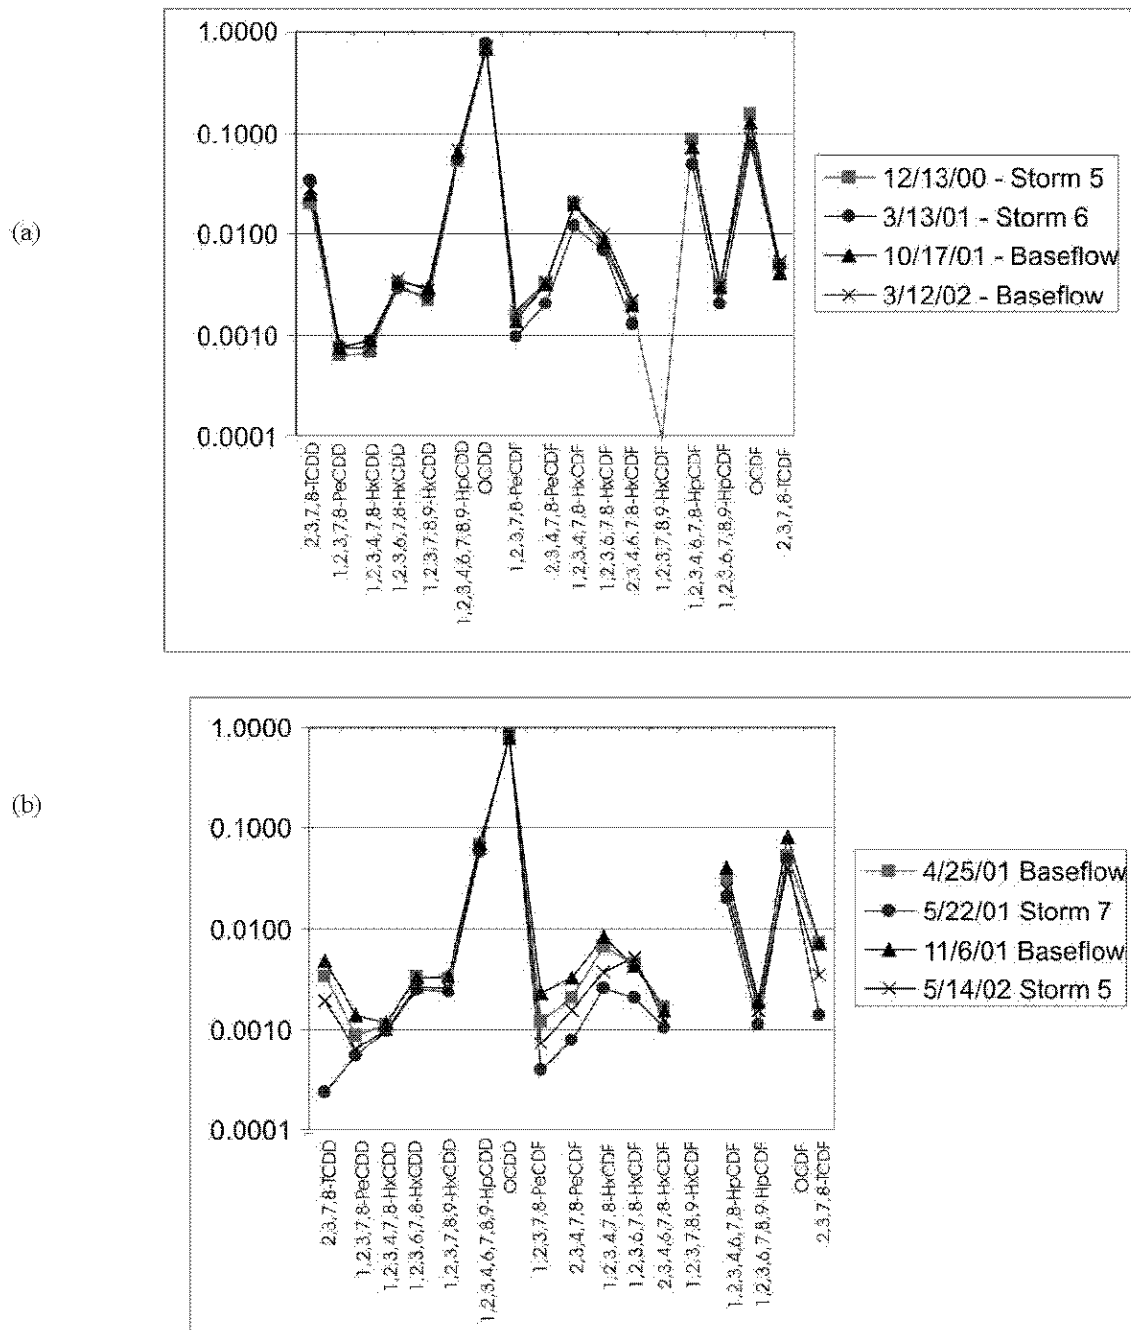 (a)
1.0000
0.1000
0.0100
0.0010
0.0001
2,3,7,8-TCDD
1,2,3,7,8-PeCDD
1,2,3,4,7,8-HxCDD
1,2,3,6,7,8-HxCDD
1,2,3,7,8,9-HxCDD
1,2,3,4,6,7,8,9-HpCDD
OCDD
1,2,3,7,8-PeCDF
2,3,4,7,8-PeCDF
1,2,3,4,7,8-HxCDF
1,2,3,6,7,8-HxCDF
2,3,4,6,7,8-HxCDF
1,2,3,7,8,9-HxCDF
1,2,3,4,6,7,8-HpCDF
1,2,3,6,7,8,9-HpCDF
OCDF
2,3,7,8-TCDF
12/13/00 - Storm 5
3/13/01 - Storm 6
10/17/01 - Baseflow
3/12/02 - Baseflow
(b)
1.0000
0.1000
0.0100
0.0010
0.0001
2,3,7,8-TCDD
1,2,3,7,8-PeCDD
1,2,3,4,7,8-HxCDD
1,2,3,6,7,8-HxCDD
1,2,3,7,8,9-HxCDD
1,2,3,4,6,7,8,9-HpCDD
OCDD
1,2,3,7,8-PeCDF
2,3,4,7,8-PeCDF
1,2,3,4,7,8-HxCDF
1,2,3,6,7,8-HxCDF
2,3,4,6,7,8-HxCDF
1,2,3,7,8,9-HxCDF
1,2,3,4,6,7,8-HpCDF
1,2,3,6,7,8,9-HpCDF
OCDF
2,3,7,8-TCDF
4/25/01 Baseflow
5/22/01 Storm 7
11/6/01 Baseflow
5/14/02 Storm 5